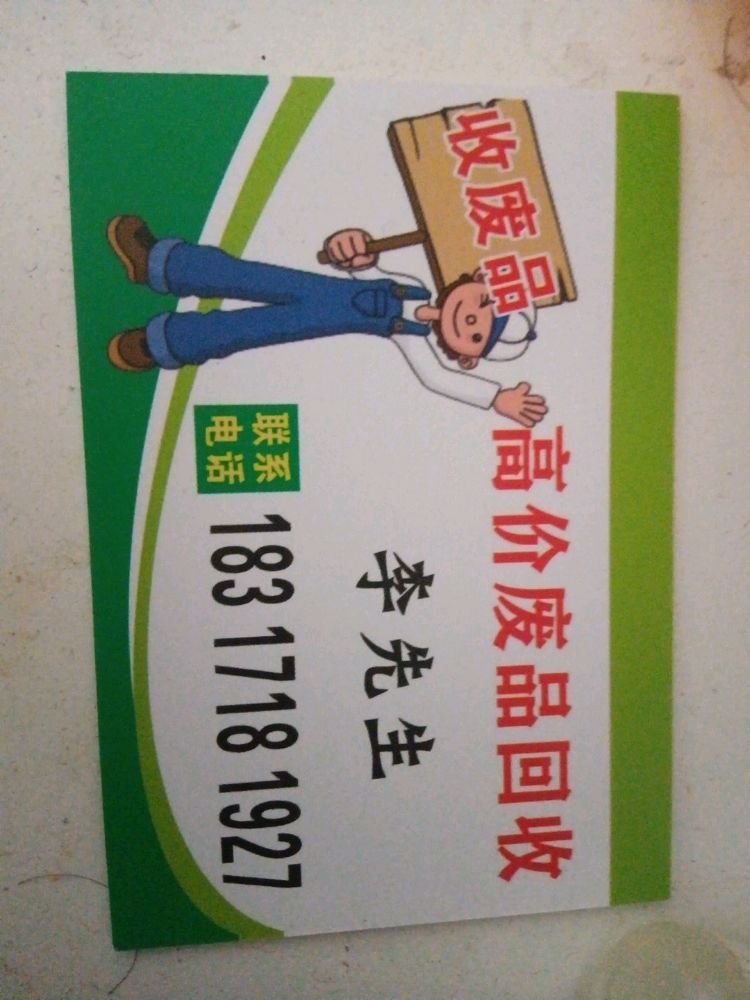 收废品
高价废品回收
李先生
联系
电话
183 1718 1927